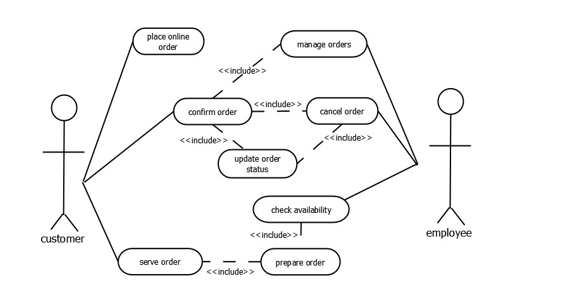 place online
order
manage orders
<<include>>
confirm order
<<include>>
cancel order
<<include>>
<<include>>
update order
status
check availability
customer
employee
<<include>>
serve order
prepare order
<<include>>